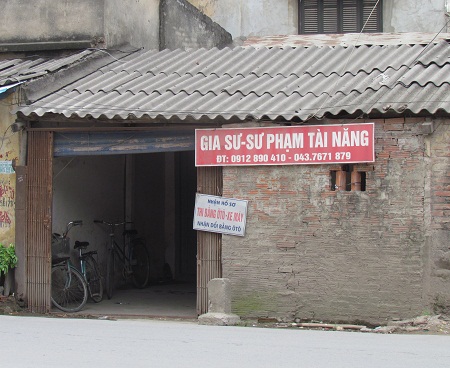 GIA SƯ-SƯ PHẠM TÀI NĂNG
ĐT: 0912 890 410 - 043.7671 879
NHẬN HỒ SƠ
THI BẰNG ÔTÔ-XE MÁY
NHẬN ĐỔI BẰNG ÔTÔ